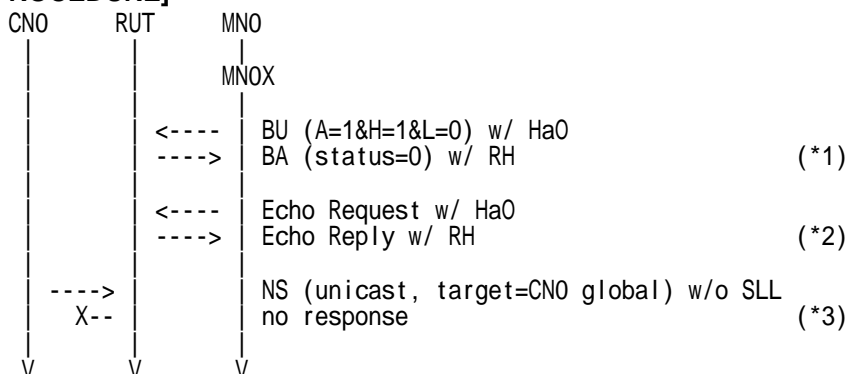 CN0 RUT MN0
MN0X
<---- BU (A=1&H=1&L=0) w/ HaO
----> BA (status=0) w/ RH (*1)
<---- Echo Request w/ HaO
----> Echo Reply w/ RH (*2)
----> NS (unicast, target=CN0 global) w/o SLL
X-- no response (*3)
V V V